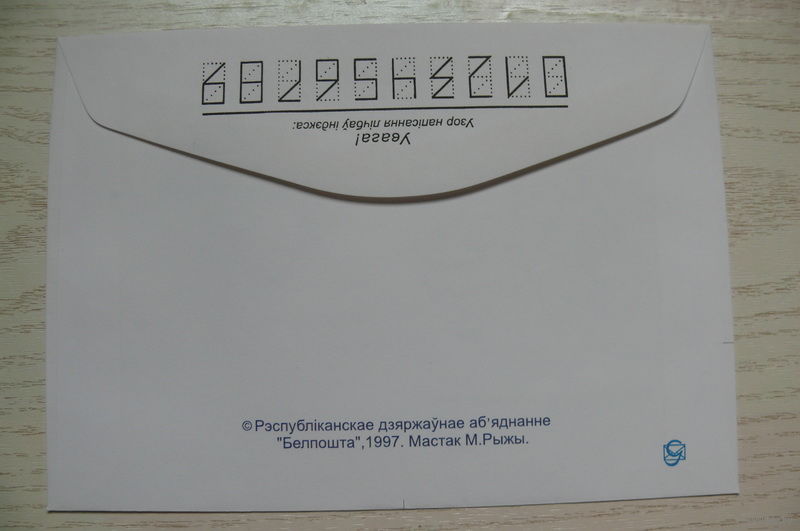 Увага!
Узор напісання лічбаў індэкса:
0123456789
©Рэспубліканскае дзяржаўнае аб'яднанне
"Белпошта",1997. Мастак М.Рыжы.